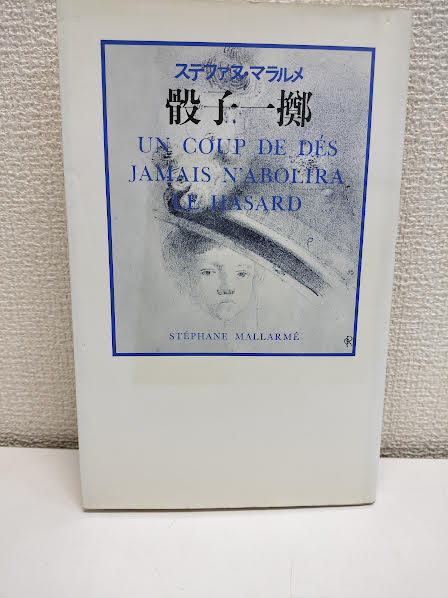 ステファヌ・マラルメ
骰子一擲
UN COUP DE DÉS
JAMAIS N'ABOLIRA
LE HASARD
STÉPHANE MALLARMÉ